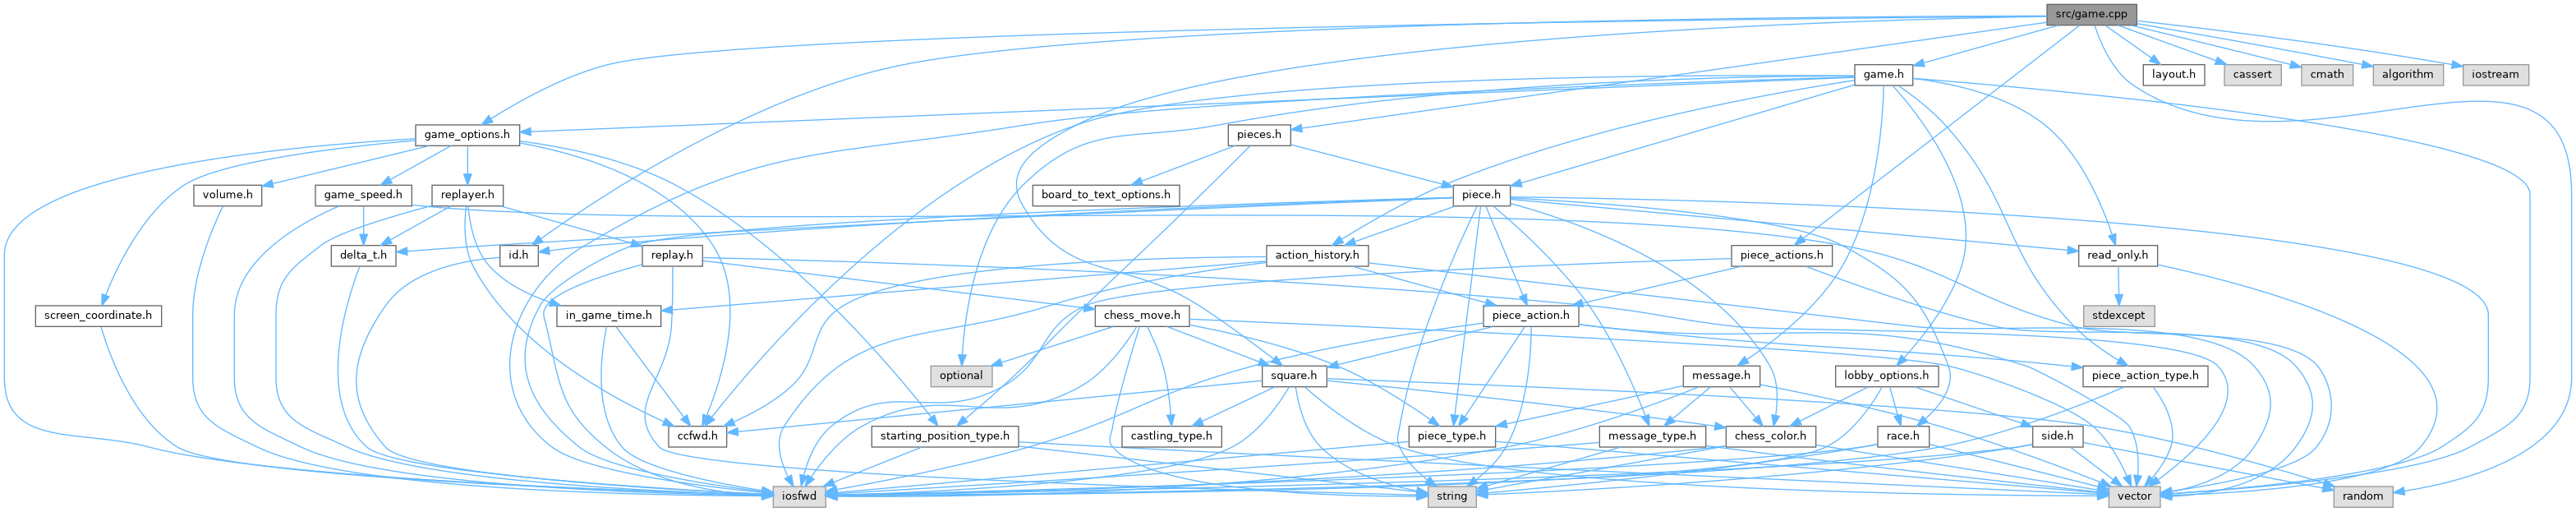 src/game.cpp
game.h
layout.h
cassert
cmath
algorithm
iostream
game_options.h
pieces.h
volume.h
game_speed.h
replayer.h
board_to_text_options.h
piece.h
delta_t.h
id.h
replay.h
action_history.h
piece_actions.h
read_only.h
screen_coordinate.h
in_game_time.h
chess_move.h
piece_action.h
stdexcept
optional
square.h
message.h
lobby_options.h
piece_action_type.h
ccfwd.h
starting_position_type.h
castling_type.h
piece_type.h
message_type.h
chess_color.h
race.h
side.h
iosfwd
string
vector
random